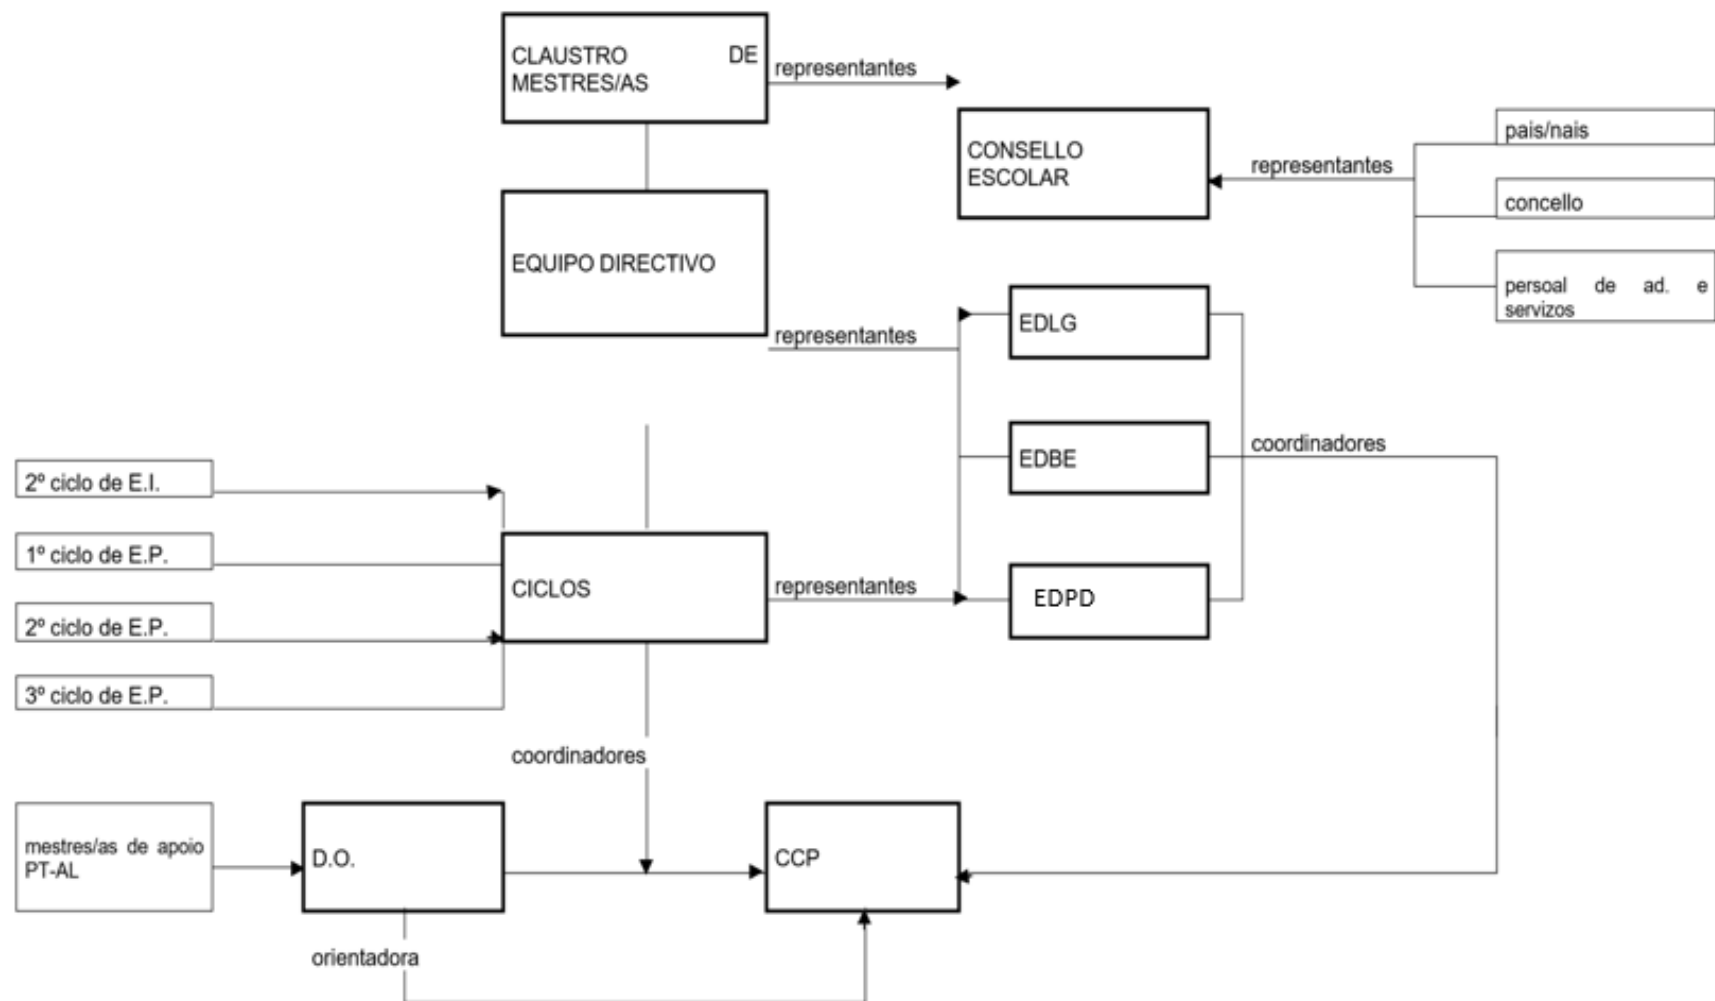 CLAUSTRO DE
MESTRES/AS
representantes
CONSELLO
ESCOLAR
representantes
pais/nais
concello
persoal de ad. e
servizos
EQUIPO DIRECTIVO
representantes
EDLG
EDBE
coordinadores
EDPD
2º ciclo de E.I.
1º ciclo de E.P.
2º ciclo de E.P.
3º ciclo de E.P.
CICLOS
representantes
coordinadores
mestres/as de apoio
PT-AL
D.O.
CCP
orientadora